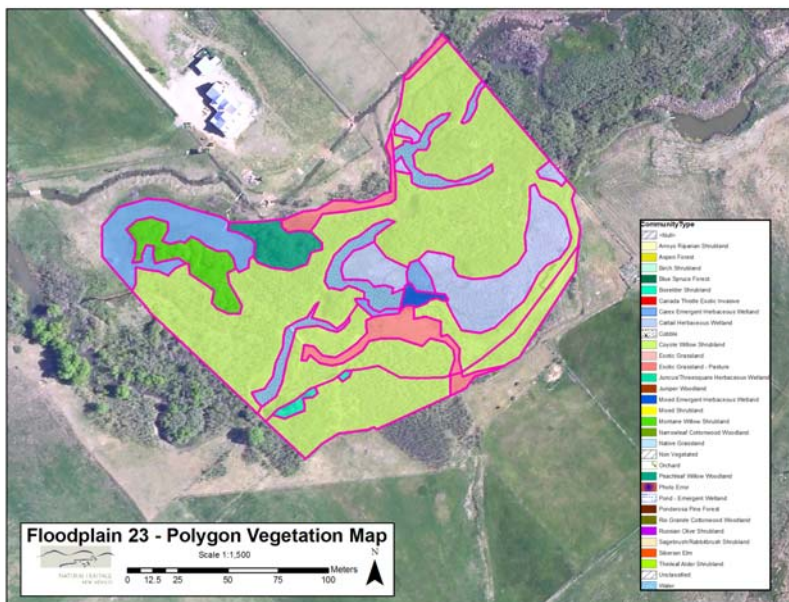 CommunityType
<Null>
Arroyo Riparian Shrubland
Aspen Forest
Birch Shrubland
Blue Spruce Forest
Boxelder Shrubland
Canada Thistle Exotic Invasive
Carex Emergent Herbaceous Wetland
Cattail Herbaceous Wetland
Cobble
Coyote Willow Shrubland
Exotic Grassland
Exotic Grassland - Pasture
Juncus/Threesquare Herbaceous Wetland
Juniper Woodland
Mixed Emergent Herbaceous Wetland
Mixed Shrubland
Montane Willow Shrubland
Narrowleaf Cottonwood Woodland
Native Grassland
Non Vegetated
Orchard
Peachleaf Willow Woodland
Photo Error
Pond - Emergent Wetland
Ponderosa Pine Forest
Rio Grande Cottonwood Woodland
Russian Olive Shrubland
Sagebrush/Rabbitbrush Shrubland
Siberian Elm
Thinleaf Alder Shrubland
Unclassified
Water
Floodplain 23 - Polygon Vegetation Map
Scale 1:1,500
N
Meters
0 12.5 25 50 75 100
NATURAL HERITAGE
NEW MEXICO